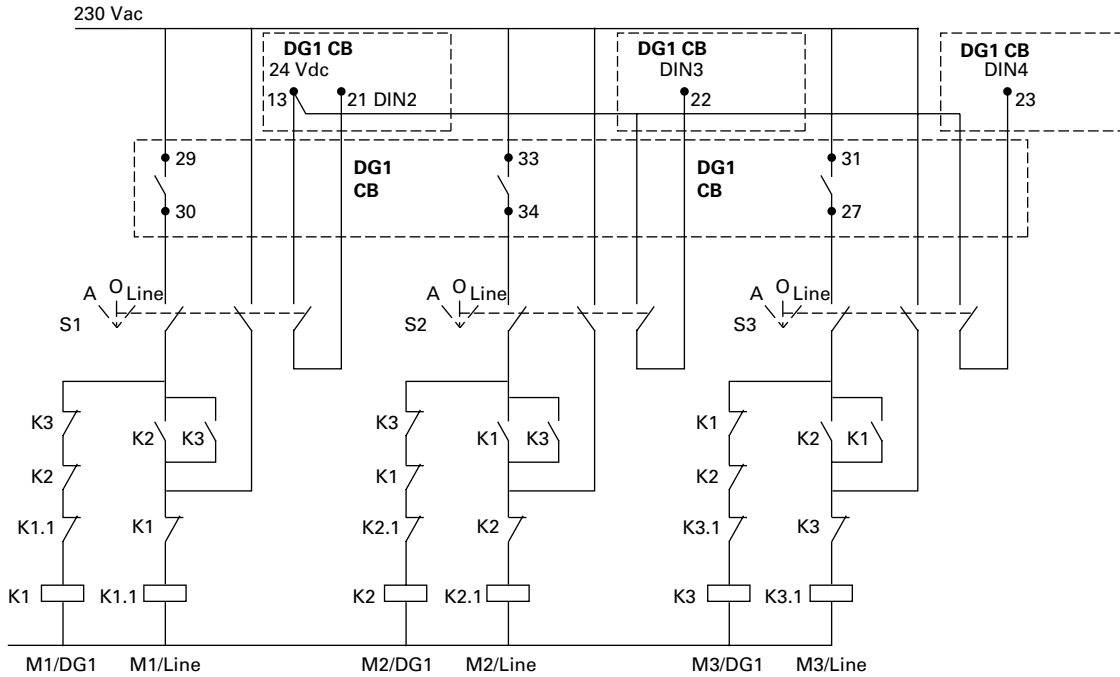 230 Vac
DG1 CB
24 Vdc
13
21 DIN2
DG1 CB
DIN3
22
DG1 CB
DIN4
23
29
30
DG1
CB
33
34
DG1
CB
31
27
A O Line
S1
A O Line
S2
A O Line
S3
K3
K2
K3
K2
K1.1
K1
K1
K1.1
K3
K1
K3
K1
K2.1
K2
K2
K2.1
K1
K2
K1
K2
K3.1
K3
K3
K3.1
M1/DG1
M1/Line
M2/DG1
M2/Line
M3/DG1
M3/Line